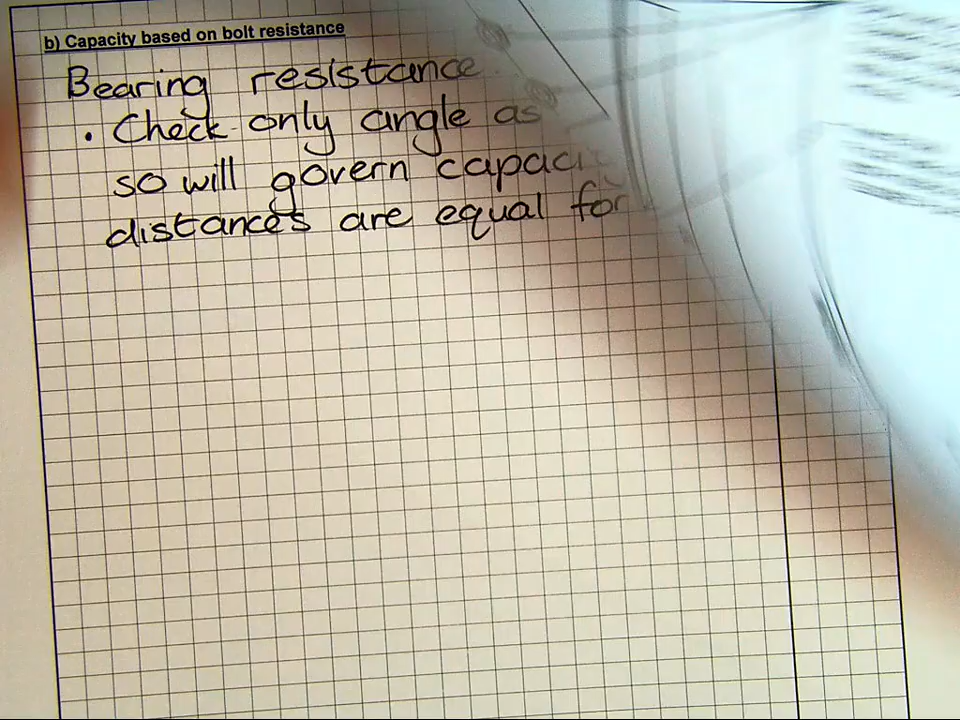 b) Capacity based on bolt resistance
Bearing resistance
. Check only angle as
so will govern
distances are equal for